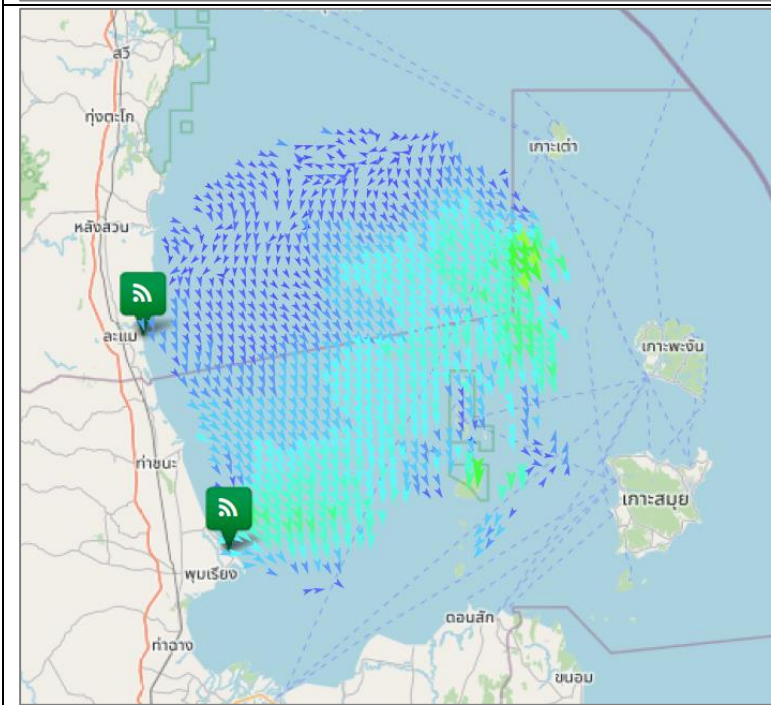 สวี
ทุ่งตะโก
เกาะเต่า
หลังสวน
ละแม
เกาะพะงัน
ท่าชนะ
เกาะสมุย
พุมเรียง
ดอนสัก
ท่าฉาง
ขนอม